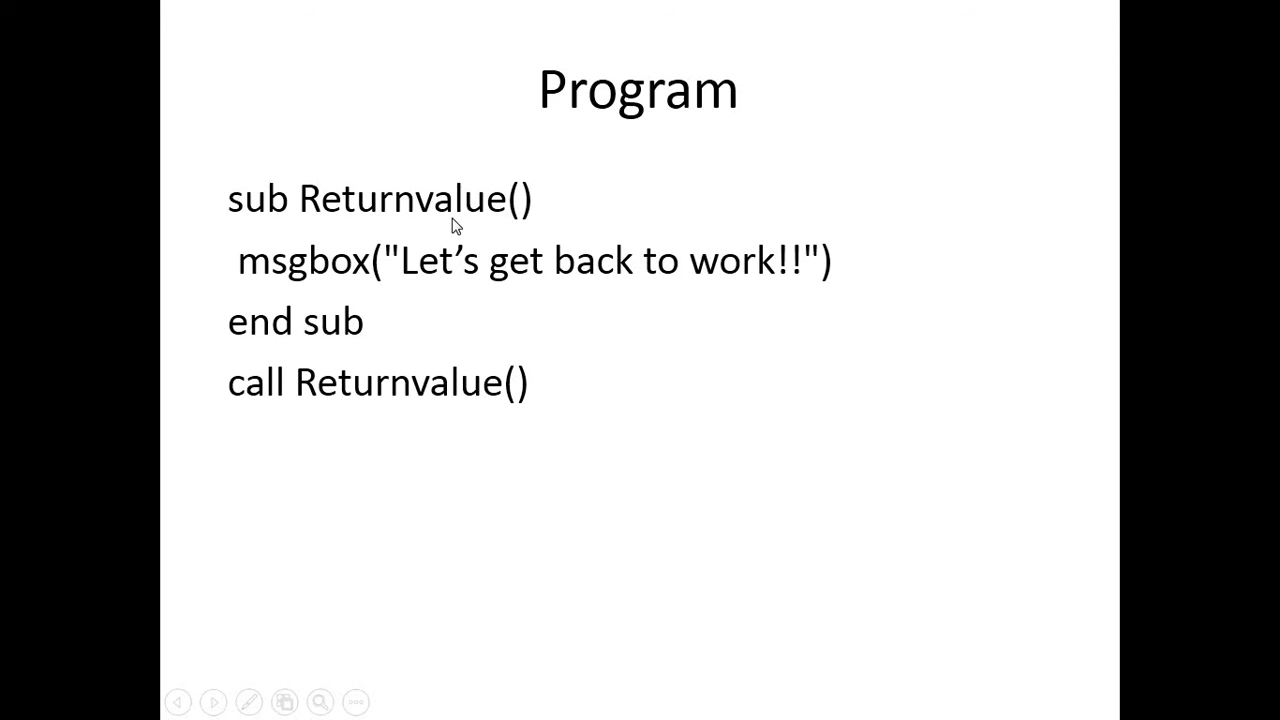 Program
sub Returnvalue()
msgbox("Let’s get back to work!!")
end sub
call Returnvalue()